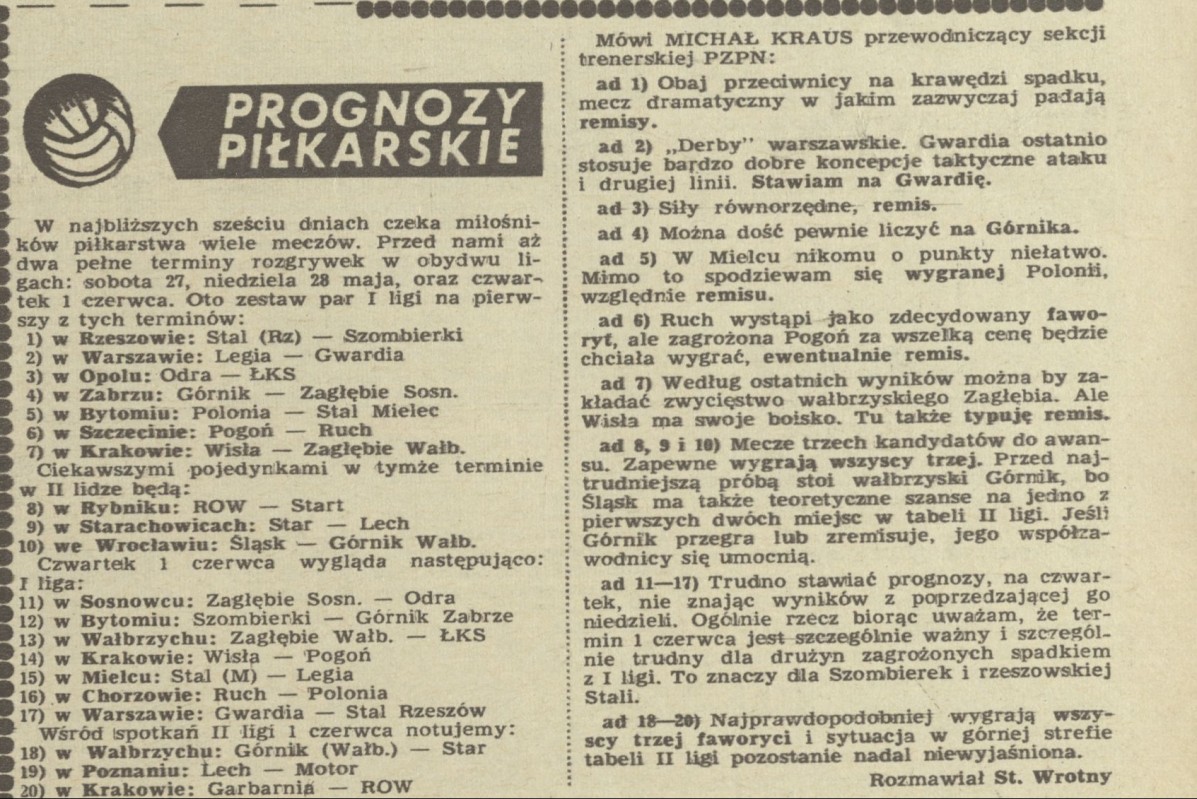 PROGNOZY
PIŁKARSKIE
W najbliższych sześciu dniach czeka miłośni-
ków piłkarstwa wiele meczów. Przed nami aż
dwa pełne terminy rozgrywek w obydwu li-
gach: sobota 27, niedziela 28 maja, oraz czwar-
tek 1 czerwca. Oto zestaw par I ligi na pierw-
szy z tych terminów:
1) w Rzeszowie: Stal (Rz) — Szombierki
2) w Warszawie: Legia — Gwardia
3) w Opolu: Odra — ŁKS
4) w Zabrzu: Górnik — Zagłębie Sosn.
5) w Bytomiu: Polonia — Stal Mielec
6) w Szczecinie: Pogoń — Ruch
7) w Krakowie: Wisła — Zagłębie Wałb.
Ciekawszymi pojedynkami w tymże terminie
w II lidze będą:
8) w Rybniku: ROW — Start
9) w Starachowicach: Star — Lech
10) we Wrocławiu: Śląsk — Górnik Wałb.
Czwartek 1 czerwca wygląda następująco:
I liga:
11) w Sosnowcu: Zagłębie Sosn. — Odra
12) w Bytomiu: Szombierki — Górnik Zabrze
13) w Wałbrzychu: Zagłębie Wałb. — ŁKS
14) w Krakowie: Wisła — Pogoń
15) w Mielcu: Stal (M) — Legia
16) w Chorzowie: Ruch — Polonia
17) w Warszawie: Gwardia — Stal Rzeszów
Wśród spotkań II ligi 1 czerwca notujemy:
18) w Wałbrzychu: Górnik (Wałb.) — Star
19) w Poznaniu: Lech — Motor
20) w Krakowie: Garbarnia — ROW
Mówi MICHAŁ KRAUS przewodniczący sekcji
trenerskiej PZPN:
ad 1) Obaj przeciwnicy na krawędzi spadku,
mecz dramatyczny w jakim zazwyczaj padają
remisy.
ad 2) „Derby" warszawskie. Gwardia ostatnio
stosuje bardzo dobre koncepcje taktyczne ataku
i drugiej linii. Stawiam na Gwardię.
ad 3) Siły równorzędne, remis.
ad 4) Można dość pewnie liczyć na Górnika.
ad 5) W Mielcu nikomu o punkty niełatwo.
Mimo to spodziewam się wygranej Polonii,
względnie remisu.
ad 6) Ruch wystąpi jako zdecydowany fawo-
ryt, ale zagrożona Pogoń za wszelką cenę będzie
chciała wygrać, ewentualnie remis.
ad 7) Według ostatnich wyników można by za-
kładać zwycięstwo wałbrzyskiego Zagłębia. Ale
Wisła ma swoje boisko. Tu także typuję remis.
ad 8, 9 i 10) Mecze trzech kandydatów do awan-
su. Zapewne wygrają wszyscy trzej. Przed naj-
trudniejszą próbą stoi wałbrzyski Górnik, bo
Śląsk ma także teoretyczne szanse na jedno z
pierwszych dwóch miejsc w tabeli II ligi. Jeśli
Górnik przegra lub zremisuje, jego współza-
wodnicy się umocnią.
ad 11—17) Trudno stawiać prognozy, na czwar-
tek, nie znając wyników z poprzedzającej go
niedzieli. Ogólnie rzecz biorąc uważam, że ter-
min 1 czerwca jest szczególnie ważny i szczegól-
nie trudny dla drużyn zagrożonych spadkiem
z I ligi. To znaczy dla Szombierek i rzeszowskiej
Stali.
ad 18—20) Najprawdopodobniej wygrają wszy-
scy trzej faworyci i sytuacja w górnej strefie
tabeli II ligi pozostanie nadal niewyjaśniona.
Rozmawiał St. Wrotny